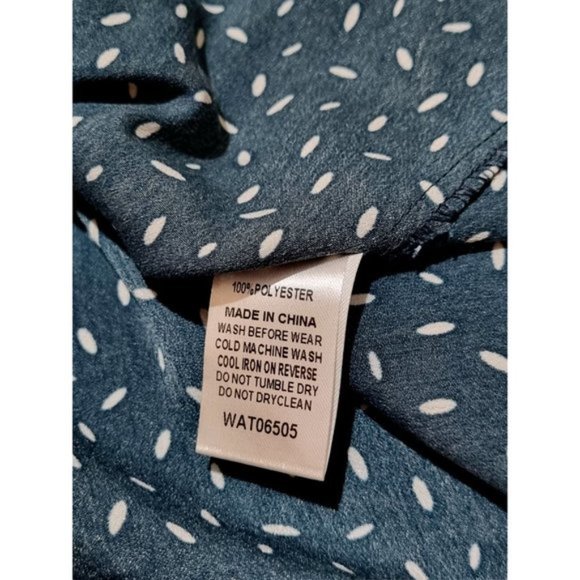 100%POLYESTER
MADE IN CHINA
WASH BEFORE WEAR
COLD MACHINE WASH
COOL IRON ON REVERSE
DO NOT TUMBLE DRY
DO NOT DRYCLEAN
WAT06505